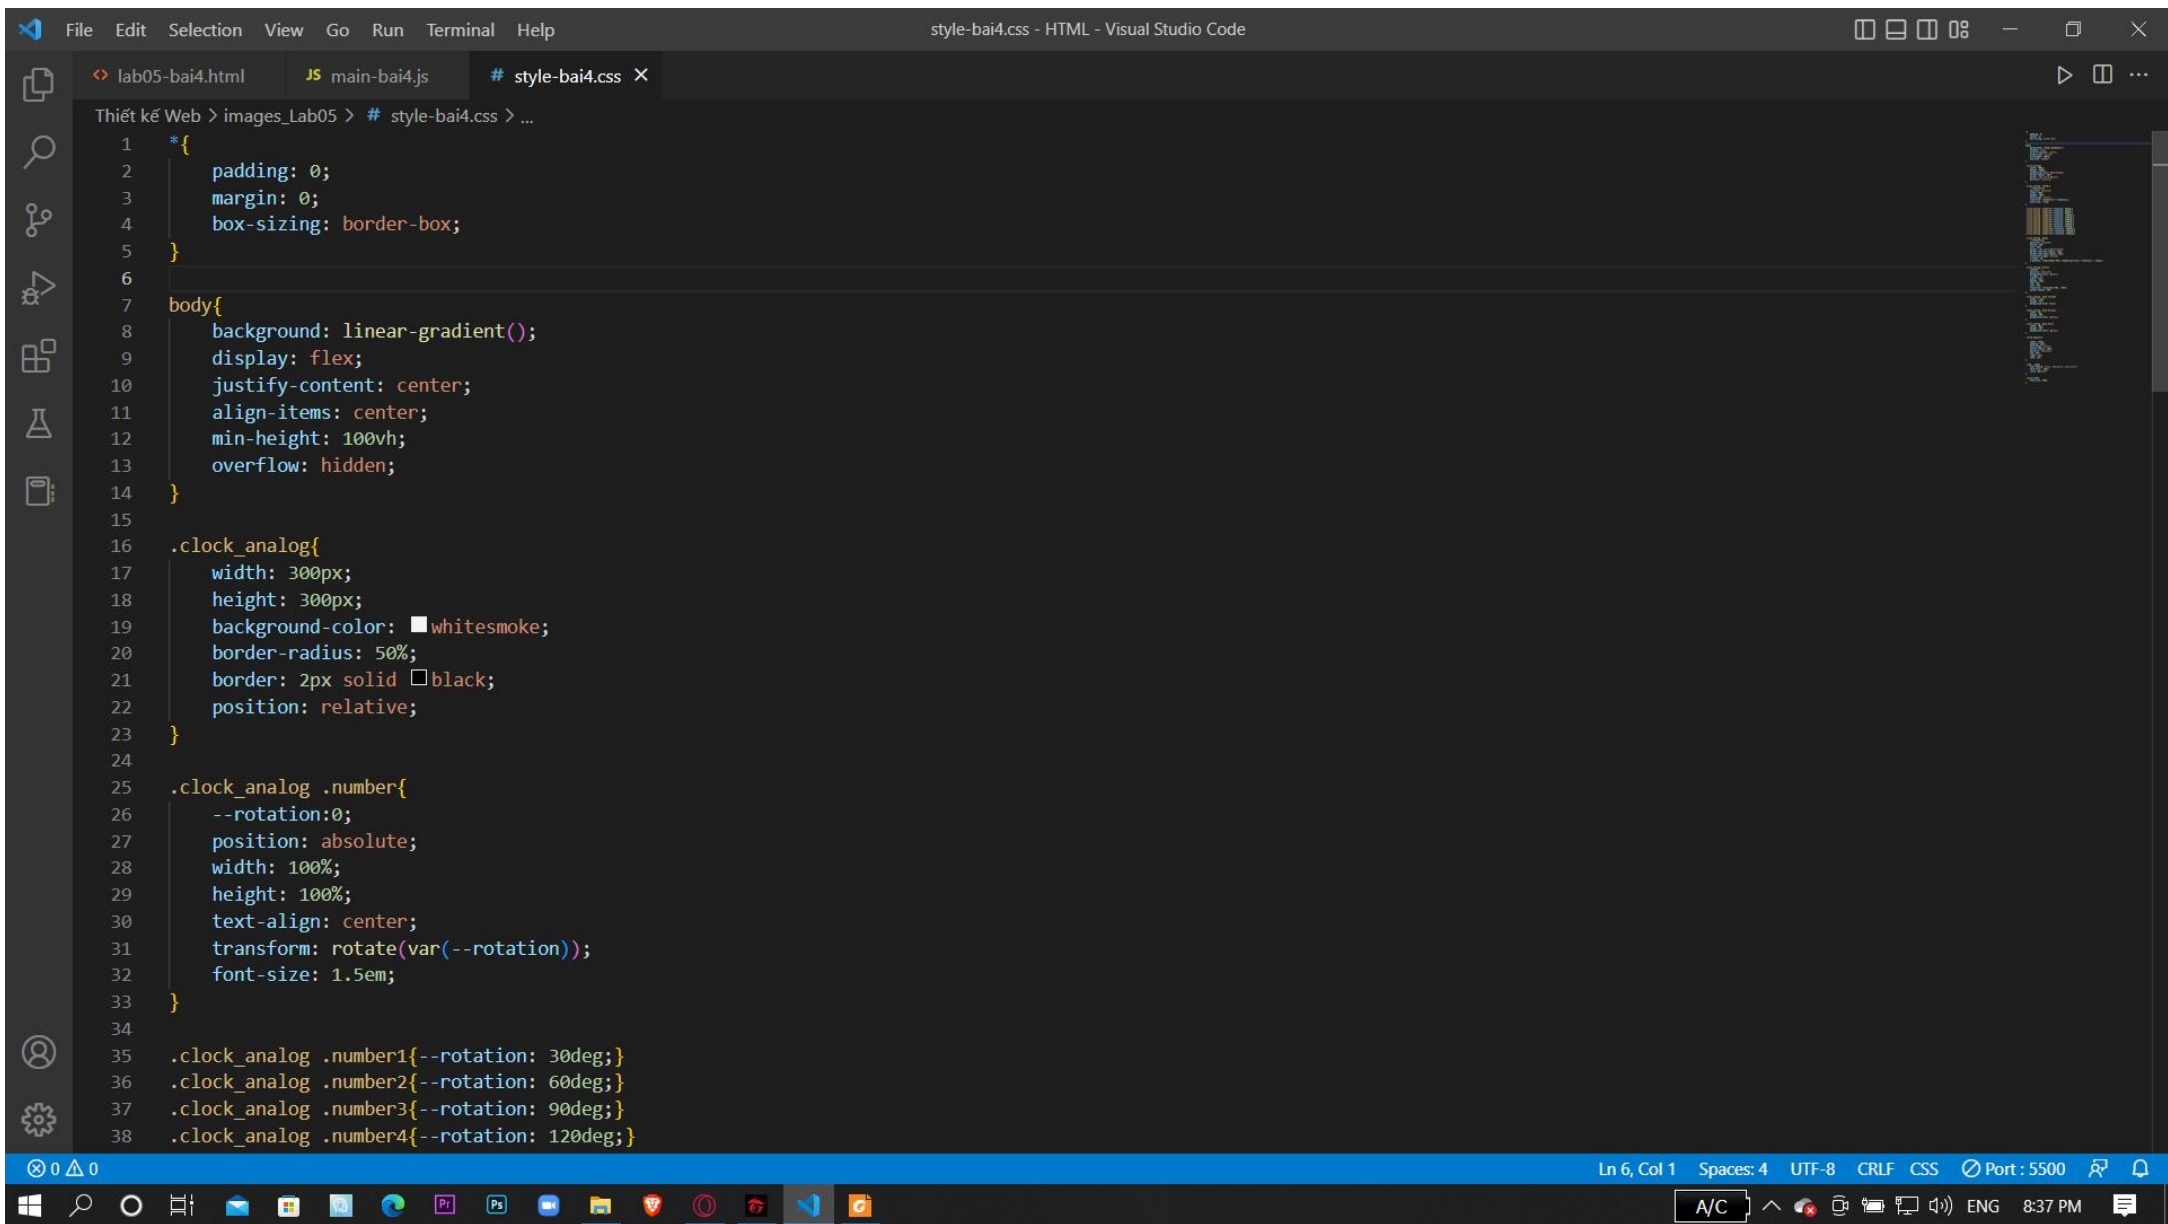 File Edit Selection View Go Run Terminal Help
style-bai4.css - HTML - Visual Studio Code
<> lab05-bai4.html
JS main-bai4.js
# style-bai4.css X
Thiết kế Web > images_Lab05 > # style-bai4.css > ...
1 *{
2 padding: 0;
3 margin: 0;
4 box-sizing: border-box;
5 }
6
7 body{
8 background: linear-gradient();
9 display: flex;
10 justify-content: center;
11 align-items: center;
12 min-height: 100vh;
13 overflow: hidden;
14 }
15
16 .clock_analog{
17 width: 300px;
18 height: 300px;
19 background-color: whitesmoke;
20 border-radius: 50%;
21 border: 2px solid black;
22 position: relative;
23 }
24
25 .clock_analog .number{
26 --rotation:0;
27 position: absolute;
28 width: 100%;
29 height: 100%;
30 text-align: center;
31 transform: rotate(var(--rotation));
32 font-size: 1.5em;
33 }
34
35 .clock_analog .number1{--rotation: 30deg;}
36 .clock_analog .number2{--rotation: 60deg;}
37 .clock_analog .number3{--rotation: 90deg;}
38 .clock_analog .number4{--rotation: 120deg;}
0 0
Ln 6, Col 1 Spaces: 4 UTF-8 CRLF CSS Port : 5500
Pr Ps
A/C ENG 8:37 PM